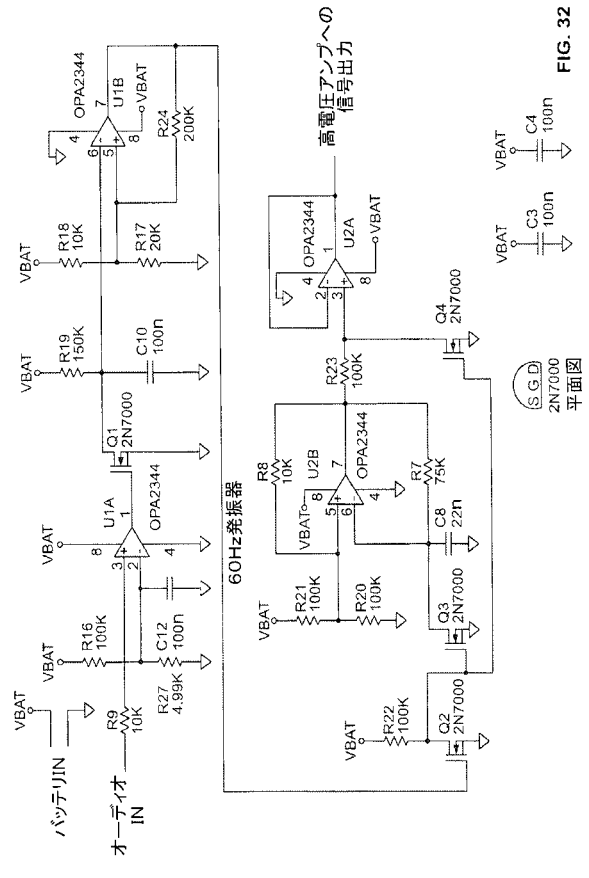 バッテリIN
VBAT
オーディオ
IN
R9
10K
VBAT
R16
100K
C12
100n
R27
4.99K
VBAT
8
3
+
2
-
4
1
U1A
OPA2344
Q1
2N7000
VBAT
R19
150K
C10
100n
VBAT
R18
10K
R17
20K
OPA2344
4
6
-
5
+
8
7
U1B
VBAT
R24
200K
60Hz発振器
VBAT
R22
100K
Q2
2N7000
VBAT
R21
100K
R20
100K
Q3
2N7000
R8
10K
U2B
VBAT
8
5
+
6
-
4
7
OPA2344
R7
75K
C8
22n
R23
100K
OPA2344
4
2
-
3
+
8
1
U2A
VBAT
Q4
2N7000
高電圧アンプへの
信号出力
S G D
2N7000
平面図
VBAT
C3
100n
VBAT
C4
100n
FIG. 32